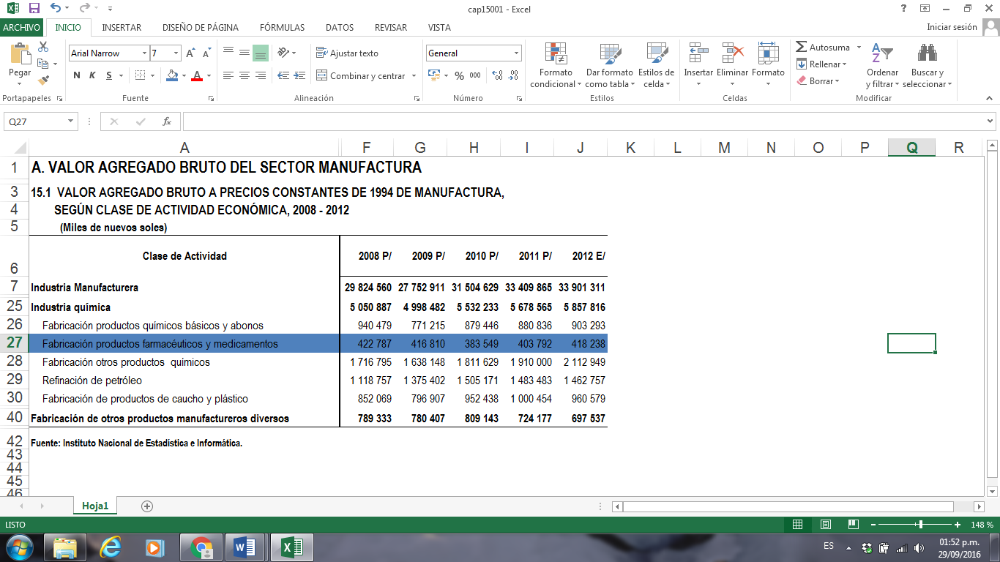 cap15001 - Excel
ARCHIVO INICIO INSERTAR DISEÑO DE PÁGINA FÓRMULAS DATOS REVISAR VISTA Iniciar sesión
Pegar
Arial Narrow 7
N K S
Ajustar texto
Combinar y centrar
General
% 000
Formato condicional
Dar formato como tabla
Estilos de celda
Insertar Eliminar Formato
Autosuma
Rellenar
Borrar
Ordenar y filtrar
Buscar y seleccionar
Portapapeles Fuente Alineación Número Estilos Celdas Modificar
Q27 fx
A F G H I J K L M N O P Q R
1 A. VALOR AGREGADO BRUTO DEL SECTOR MANUFACTURA
3 15.1 VALOR AGREGADO BRUTO A PRECIOS CONSTANTES DE 1994 DE MANUFACTURA,
4 SEGÚN CLASE DE ACTIVIDAD ECONÓMICA, 2008 - 2012
5 (Miles de nuevos soles)
6 Clase de Actividad 2008 P/ 2009 P/ 2010 P/ 2011 P/ 2012 E/
7 Industria Manufacturera 29 824 560 27 752 911 31 504 629 33 409 865 33 901 311
25 Industria química 5 050 887 4 998 482 5 532 233 5 678 565 5 857 816
26 Fabricación productos químicos básicos y abonos 940 479 771 215 879 446 880 836 903 293
27 Fabricación productos farmacéuticos y medicamentos 422 787 416 810 383 549 403 792 418 238
28 Fabricación otros productos químicos 1 716 795 1 638 148 1 811 629 1 910 000 2 112 949
29 Refinación de petróleo 1 118 757 1 375 402 1 505 171 1 483 483 1 462 757
30 Fabricación de productos de caucho y plástico 852 069 796 907 952 438 1 000 454 960 579
40 Fabricación de otros productos manufactureros diversos 789 333 780 407 809 143 724 177 697 537
42 Fuente: Instituto Nacional de Estadística e Informática.
43
44
45
46
Hoja1
LISTO 148 %
ES 01:52 p.m.
29/09/2016